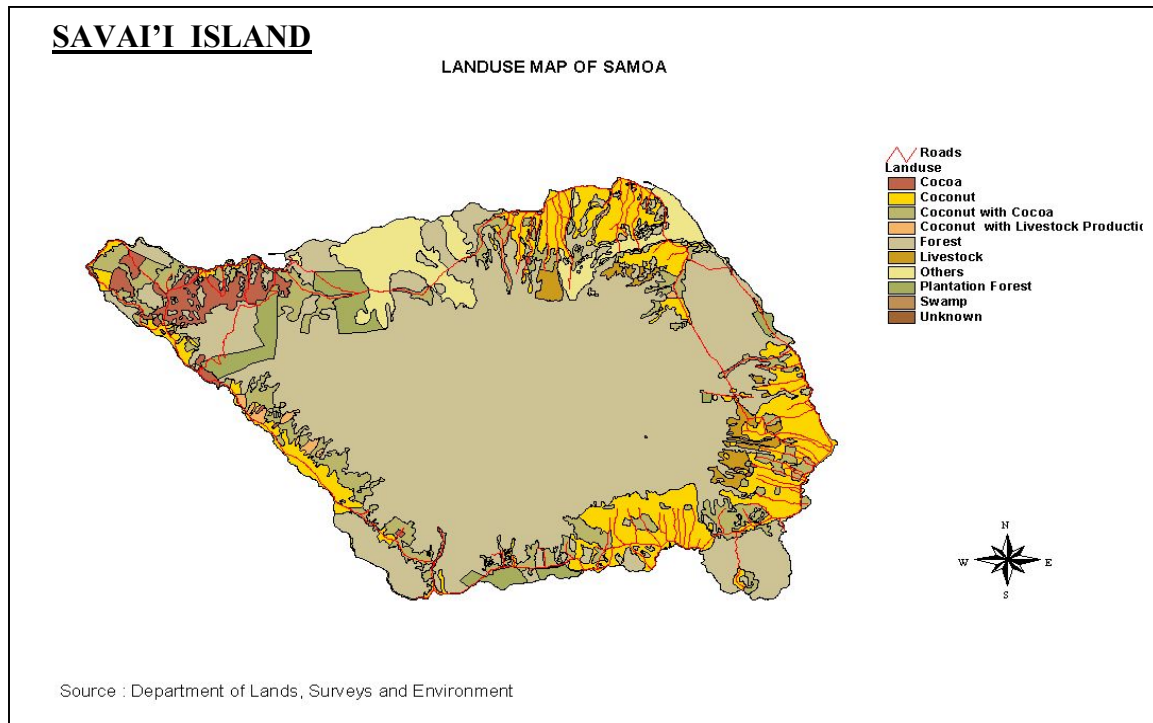 SAVAI'I ISLAND
LANDUSE MAP OF SAMOA
Roads
Landuse
Cocoa
Coconut
Coconut with Cocoa
Coconut with Livestock Productic
Forest
Livestock
Others
Plantation Forest
Swamp
Unknown
N
W E
S
Source : Department of Lands, Surveys and Environment